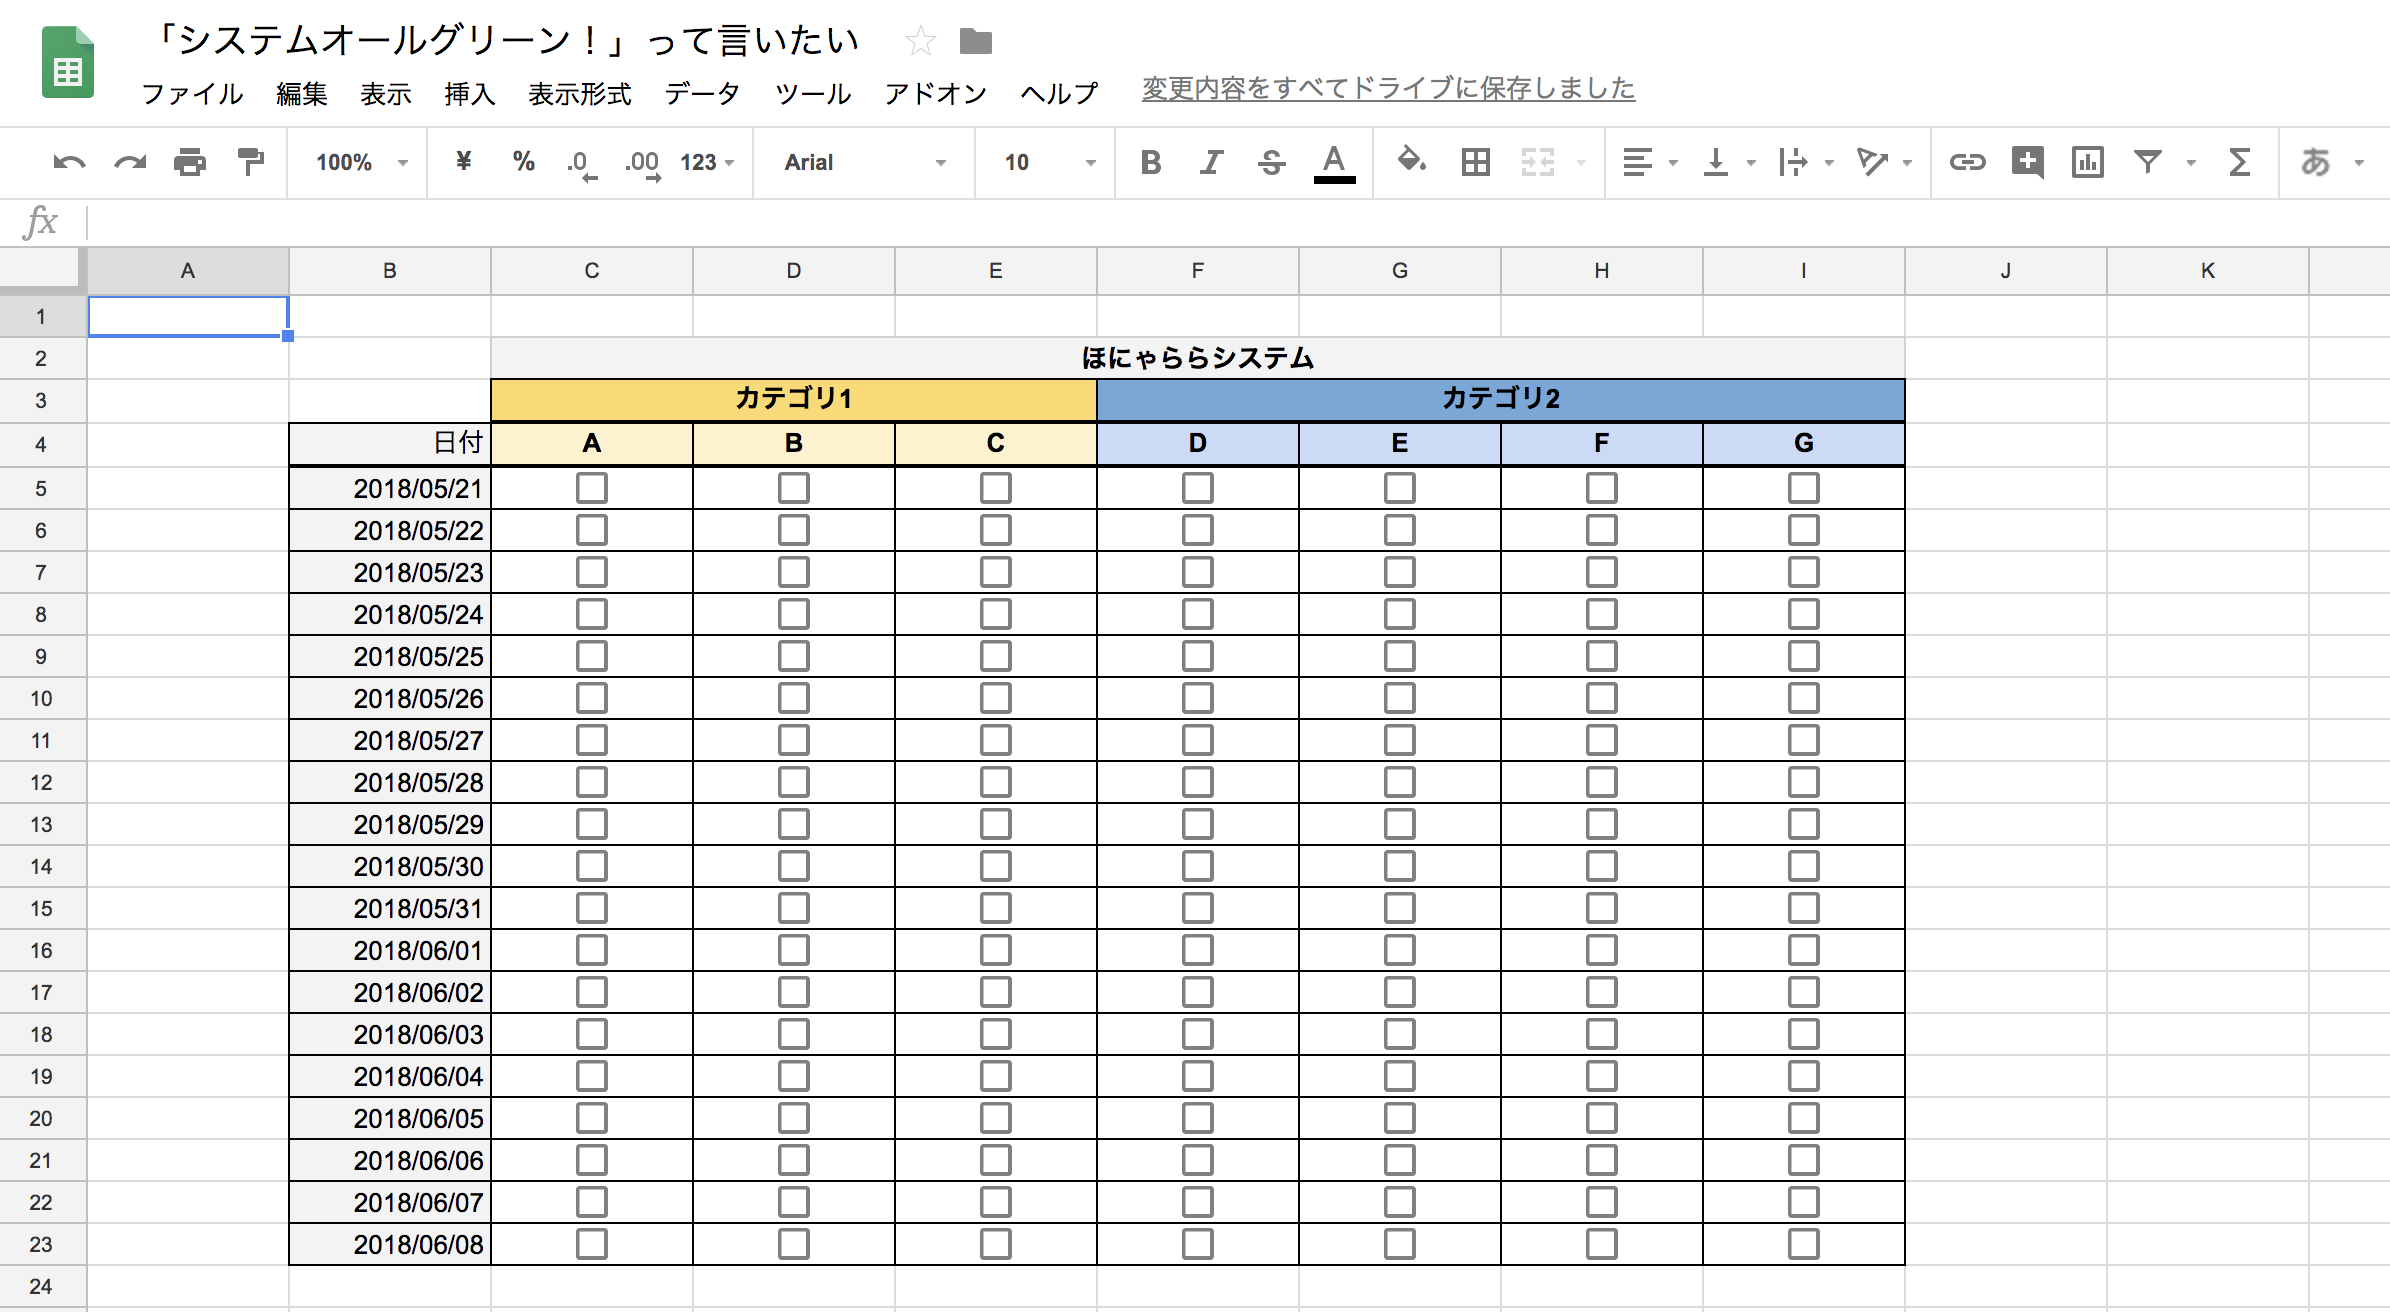 「システムオールグリーン！」って言いたい
ファイル 編集 表示 挿入 表示形式 データ ツール アドオン ヘルプ 変更内容をすべてドライブに保存しました
100% ¥ % .0 .00 123 Arial 10 B I S A Σ あ
fx
A B C D E F G H I J K
1
2 ほにゃららシステム
3 カテゴリ1 カテゴリ2
4 日付 A B C D E F G
5 2018/05/21
6 2018/05/22
7 2018/05/23
8 2018/05/24
9 2018/05/25
10 2018/05/26
11 2018/05/27
12 2018/05/28
13 2018/05/29
14 2018/05/30
15 2018/05/31
16 2018/06/01
17 2018/06/02
18 2018/06/03
19 2018/06/04
20 2018/06/05
21 2018/06/06
22 2018/06/07
23 2018/06/08
24